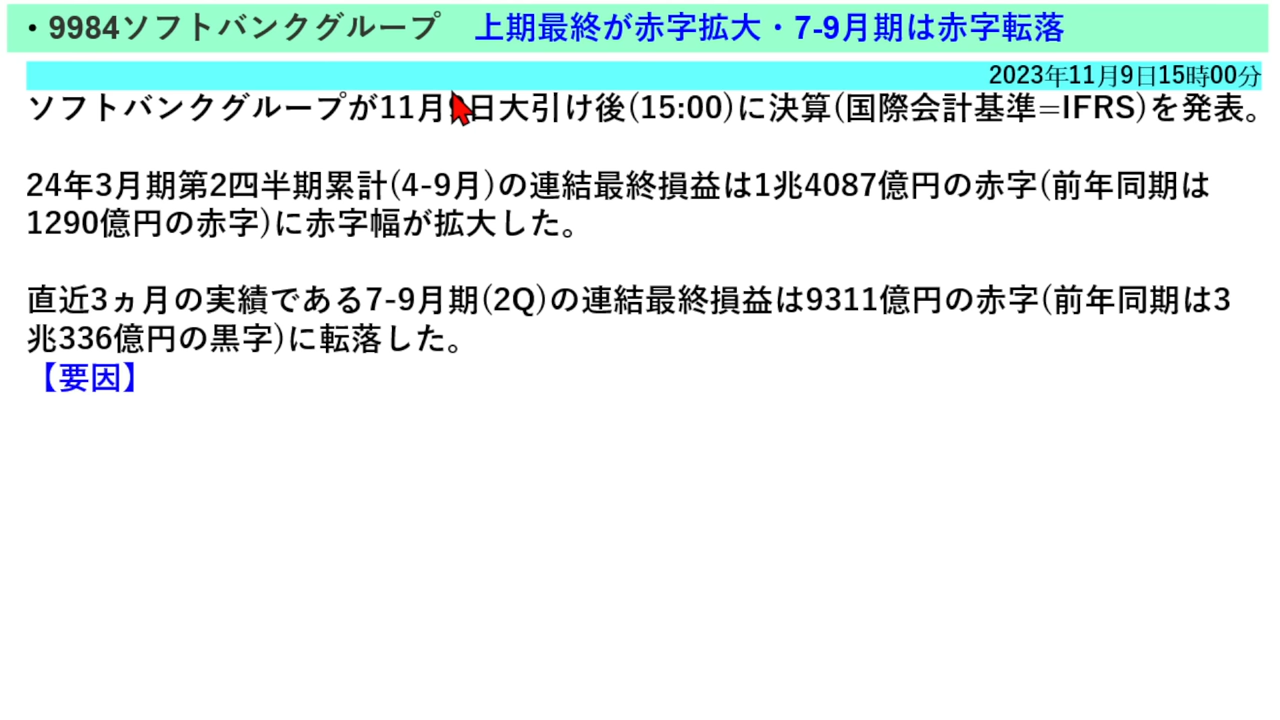 ・9984ソフトバンクグループ　上期最終が赤字拡大・7-9月期は赤字転落
2023年11月9日15時00分
ソフトバンクグループが11月日大引け後(15:00)に決算(国際会計基準=IFRS)を発表。
24年3月期第2四半期累計(4-9月)の連結最終損益は1兆4087億円の赤字(前年同期は
1290億円の赤字)に赤字幅が拡大した。
直近3ヵ月の実績である7-9月期(2Q)の連結最終損益は9311億円の赤字(前年同期は3
兆336億円の黒字)に転落した。
【要因】